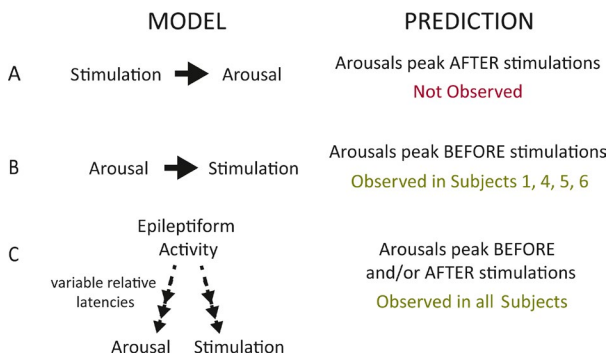 MODEL
PREDICTION
A
Stimulation
Arousal
Arousals peak AFTER stimulations
Not Observed
B
Arousal
Stimulation
Arousals peak BEFORE stimulations
Observed in Subjects 1, 4, 5, 6
C
Epileptiform
Activity
variable relative
latencies
Arousal
Stimulation
Arousals peak BEFORE
and/or AFTER stimulations
Observed in all Subjects